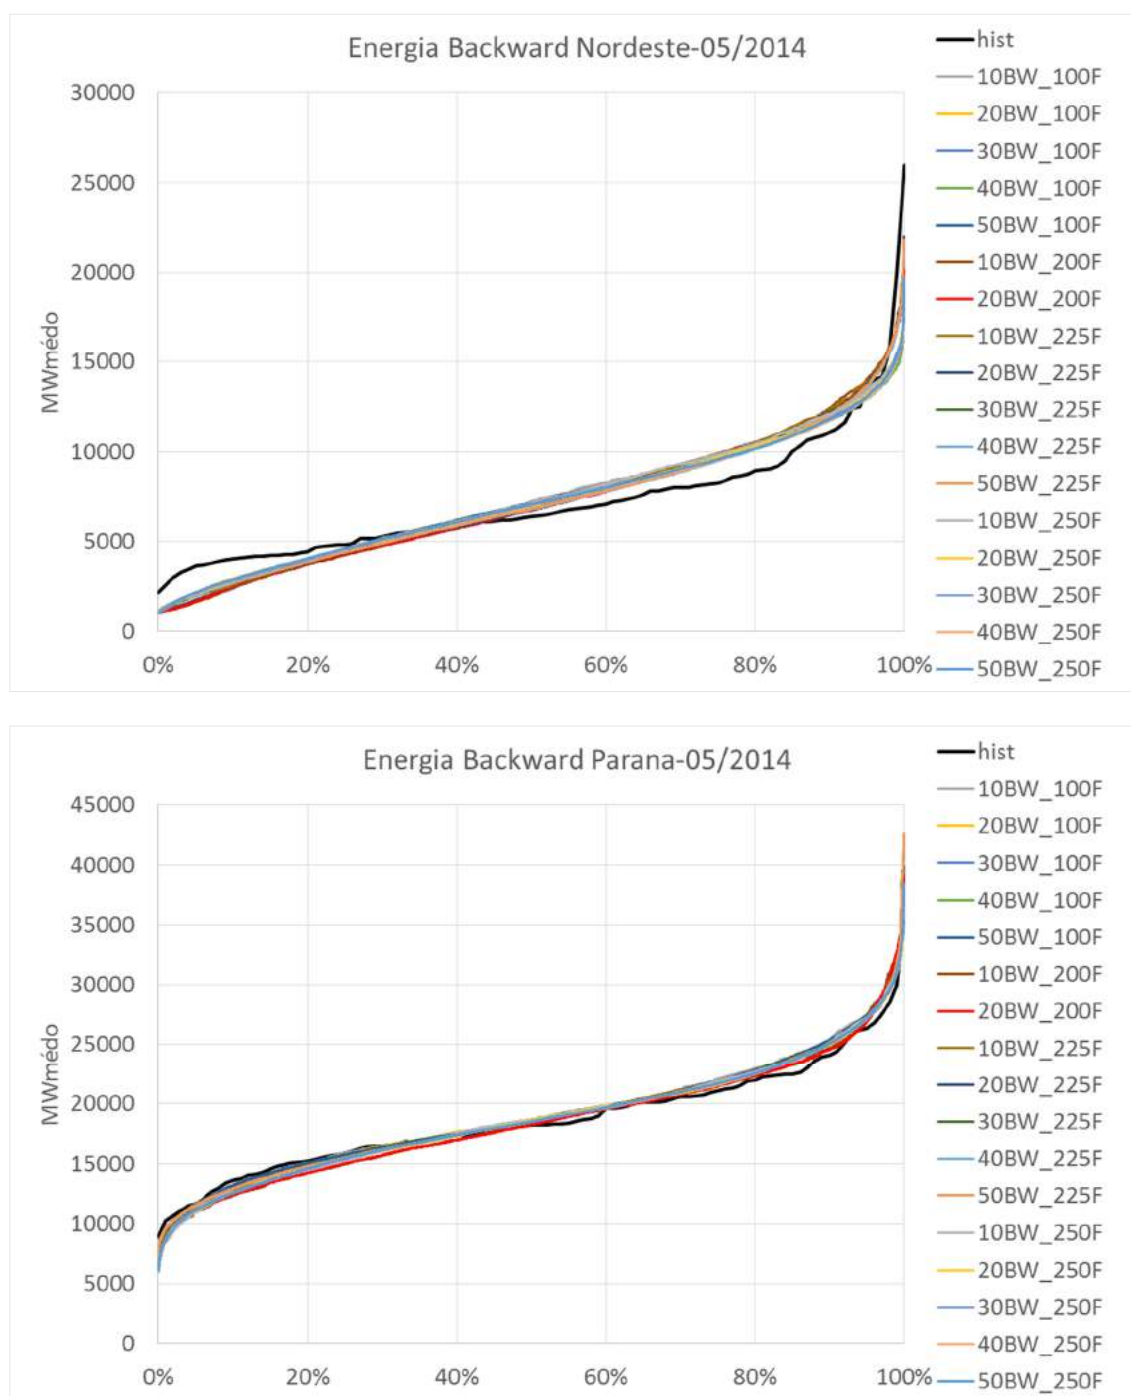 Energia Backward Nordeste-05/2014
30000
25000
20000
15000
10000
5000
0
MWmédo
0% 20% 40% 60% 80% 100%
hist
10BW_100F
20BW_100F
30BW_100F
40BW_100F
50BW_100F
10BW_200F
20BW_200F
10BW_225F
20BW_225F
30BW_225F
40BW_225F
50BW_225F
10BW_250F
20BW_250F
30BW_250F
40BW_250F
50BW_250F
Energia Backward Parana-05/2014
45000
40000
35000
30000
25000
20000
15000
10000
5000
0
MWmédo
0% 20% 40% 60% 80% 100%
hist
10BW_100F
20BW_100F
30BW_100F
40BW_100F
50BW_100F
10BW_200F
20BW_200F
10BW_225F
20BW_225F
30BW_225F
40BW_225F
50BW_225F
10BW_250F
20BW_250F
30BW_250F
40BW_250F
50BW_250F